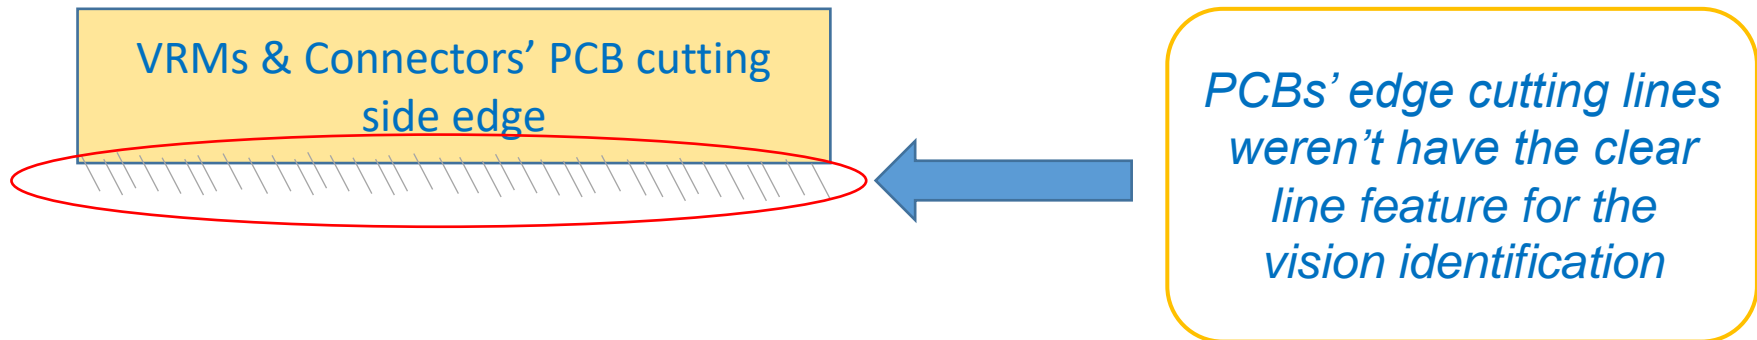 VRMs & Connectors’ PCB cutting
side edge
PCBs’ edge cutting lines
weren’t have the clear
line feature for the
vision identification